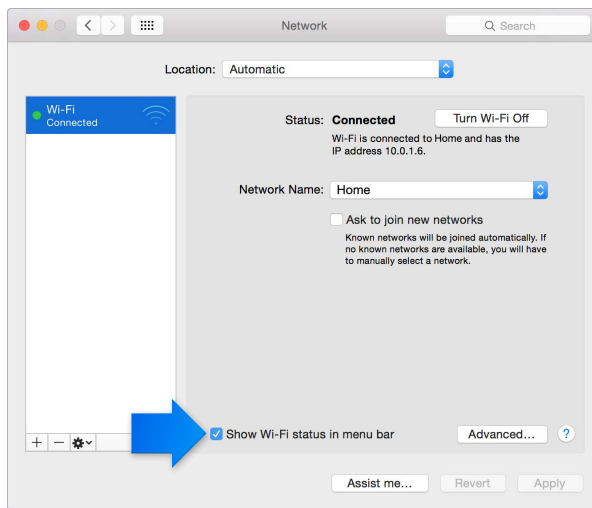 Network
Search
Location: Automatic
Wi-Fi
Connected
Status: Connected
Turn Wi-Fi Off
Wi-Fi is connected to Home and has the
IP address 10.0.1.6.
Network Name: Home
Ask to join new networks
Known networks will be joined automatically. If
no known networks are available, you will have
to manually select a network.
Show Wi-Fi status in menu bar
Advanced...
?
Assist me...
Revert
Apply